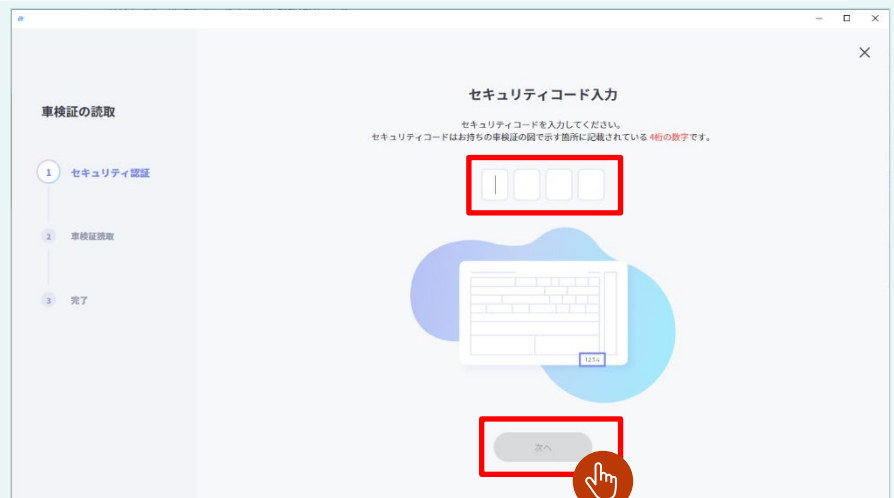 車検証の読取
1 セキュリティ認証
2 車検証読取
3 完了
セキュリティコード入力
セキュリティコードを入力してください。
セキュリティコードはお持ちの車検証の図で示す箇所に記載されている 4桁の数字です。
1234
次へ